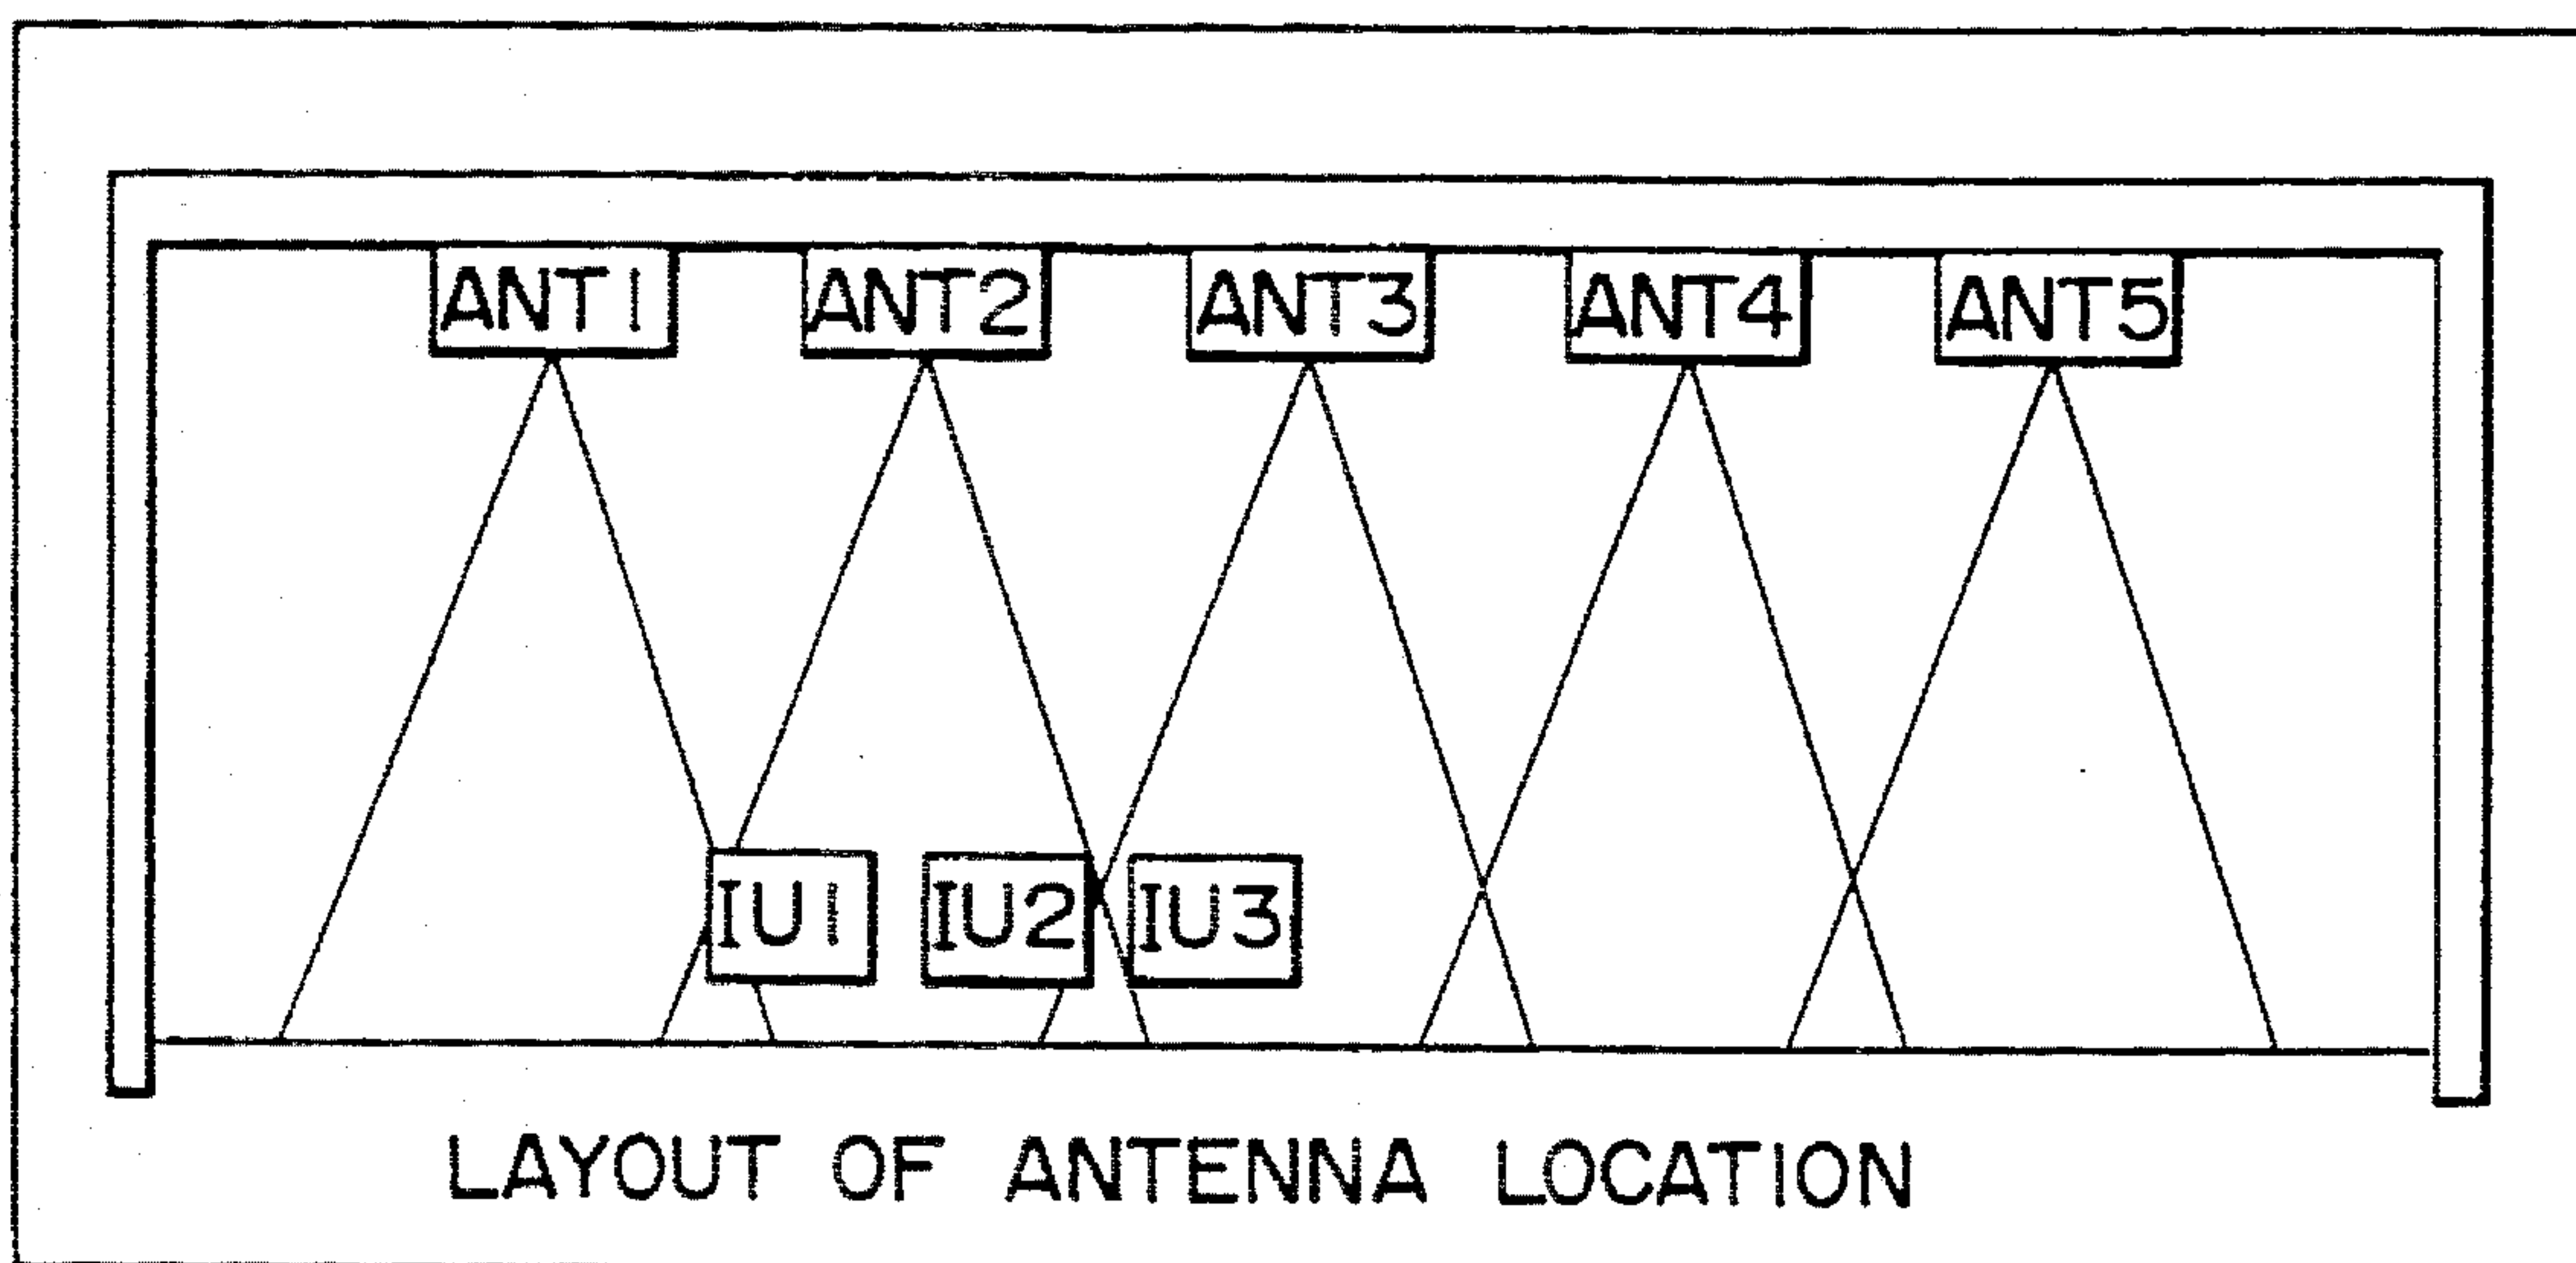 ANT1 ANT2 ANT3 ANT4 ANT5
IU1 IU2 IU3
LAYOUT OF ANTENNA LOCATION